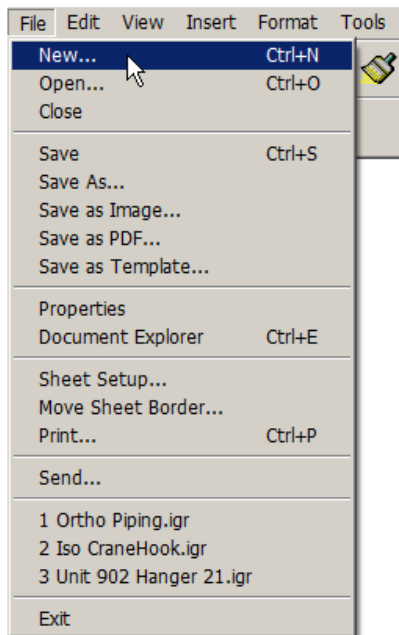 File Edit View Insert Format Tools
New... Ctrl+N
Open... Ctrl+O
Close
Save Ctrl+S
Save As...
Save as Image...
Save as PDF...
Save as Template...
Properties
Document Explorer Ctrl+E
Sheet Setup...
Move Sheet Border...
Print... Ctrl+P
Send...
1 Ortho Piping.igr
2 Iso CraneHook.igr
3 Unit 902 Hanger 21.igr
Exit